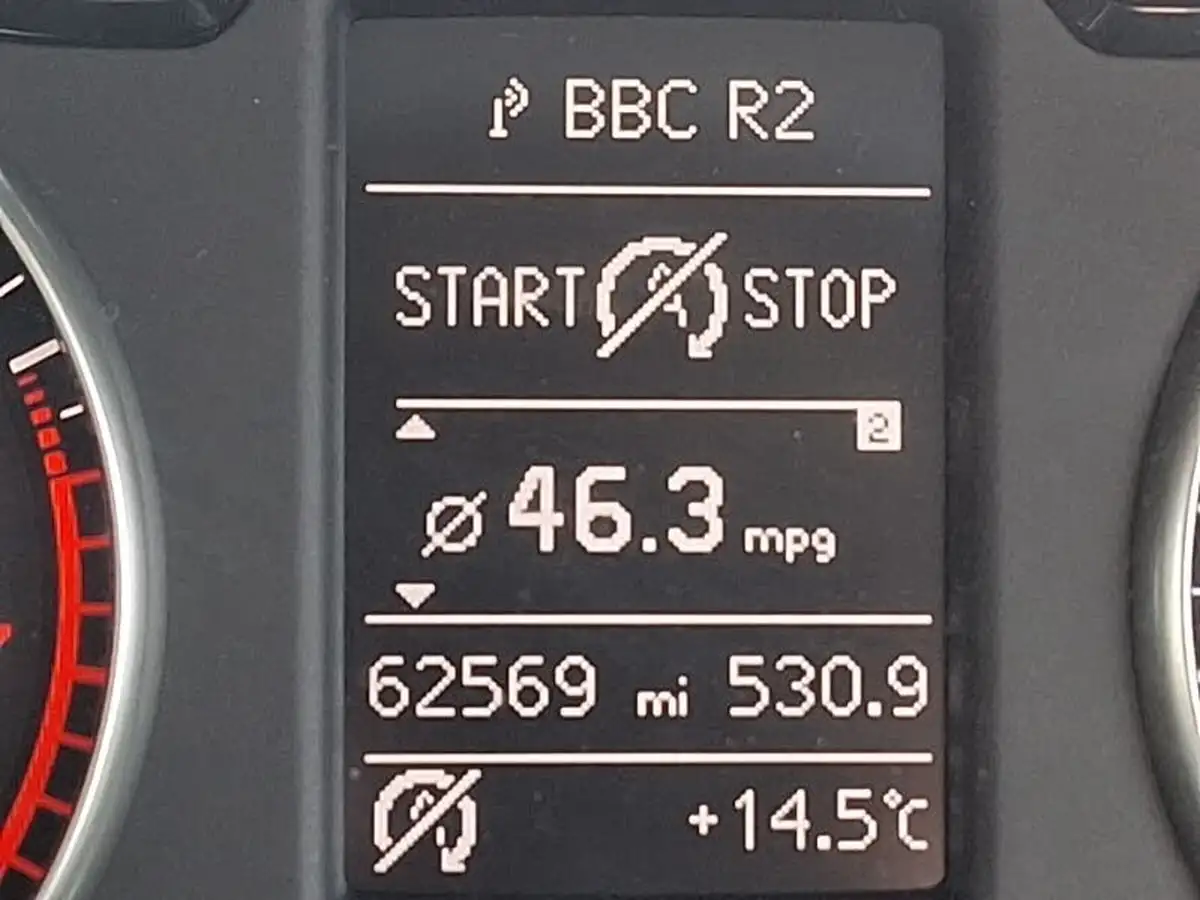 BBC R2
START STOP
2
ø 46.3 mpg
62569 mi 530.9
+14.5°C